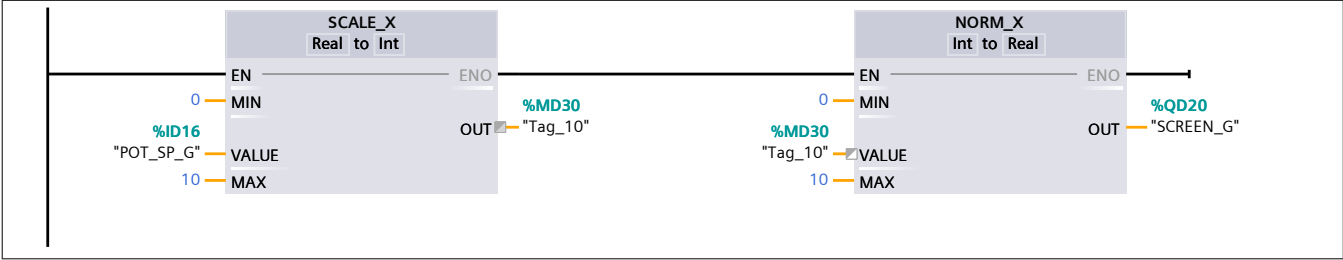 SCALE_X
Real to Int
EN
ENO
0
MIN
%MD30
"Tag_10"
OUT
%ID16
"POT_SP_G"
VALUE
10
MAX
NORM_X
Int to Real
EN
ENO
0
MIN
%QD20
"SCREEN_G"
OUT
%MD30
"Tag_10"
VALUE
10
MAX